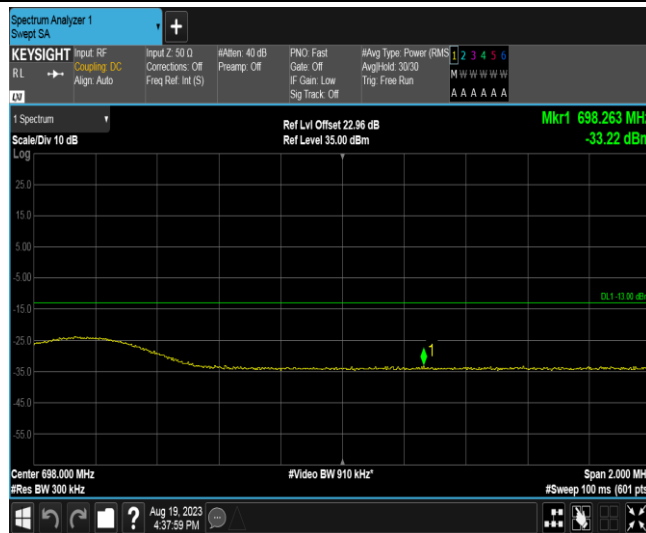 Spectrum Analyzer 1
Swept SA
+
KEYSIGHT
RL
LXI
Input: RF
Coupling: DC
Align: Auto
Input Z: 50 Ω
Corrections: Off
Freq Ref: Int (S)
#Atten: 40 dB
Preamp: Off
PNO: Fast
Gate: Off
IF Gain: Low
Sig Track: Off
#Avg Type: Power (RMS
Avg|Hold: 30/30
Trig: Free Run
1 2 3 4 5 6
M W W W W W
A A A A A A
1 Spectrum
Scale/Div 10 dB
Ref Lvl Offset 22.96 dB
Ref Level 35.00 dBm
Mkr1 698.263 MHz
-33.22 dBm
Log
25.0
15.0
5.00
-5.00
-15.0
-25.0
-35.0
-45.0
-55.0
DL1 -13.00 dBm
1
Center 698.000 MHz
#Res BW 300 kHz
#Video BW 910 kHz*
Span 2.000 MHz
#Sweep 100 ms (601 pts)
?
Aug 19, 2023
4:37:59 PM